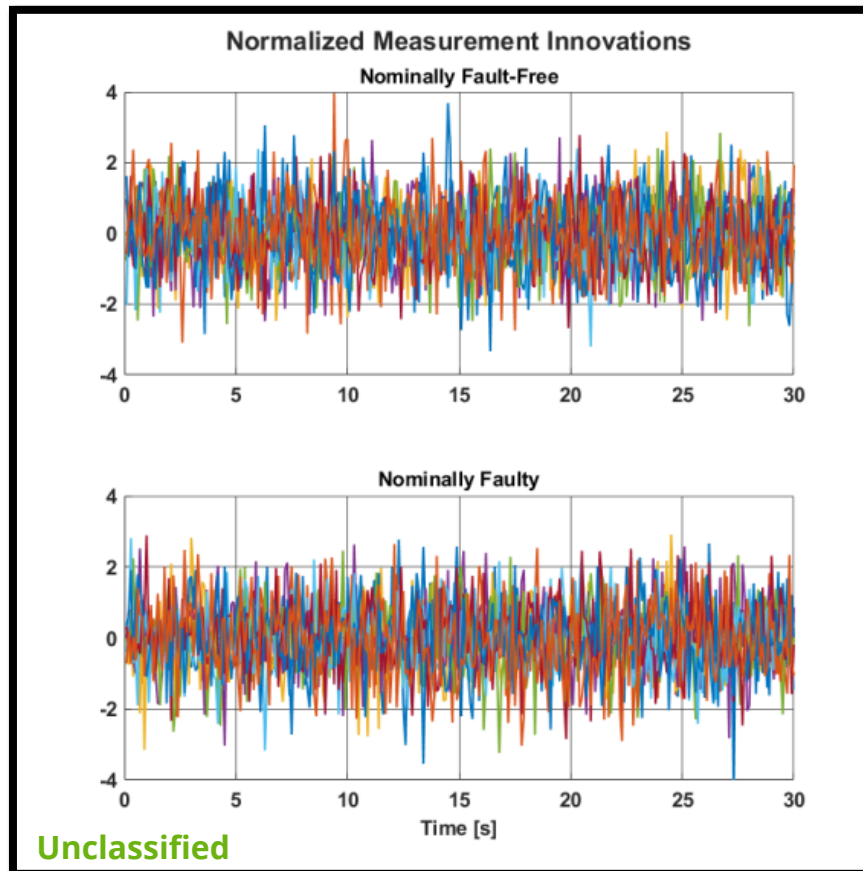 Normalized Measurement Innovations
Nominally Fault-Free
4
2
0
-2
-4
0 5 10 15 20 25 30
Nominally Faulty
4
2
0
-2
-4
0 5 10 15 20 25 30
Time [s]
Unclassified